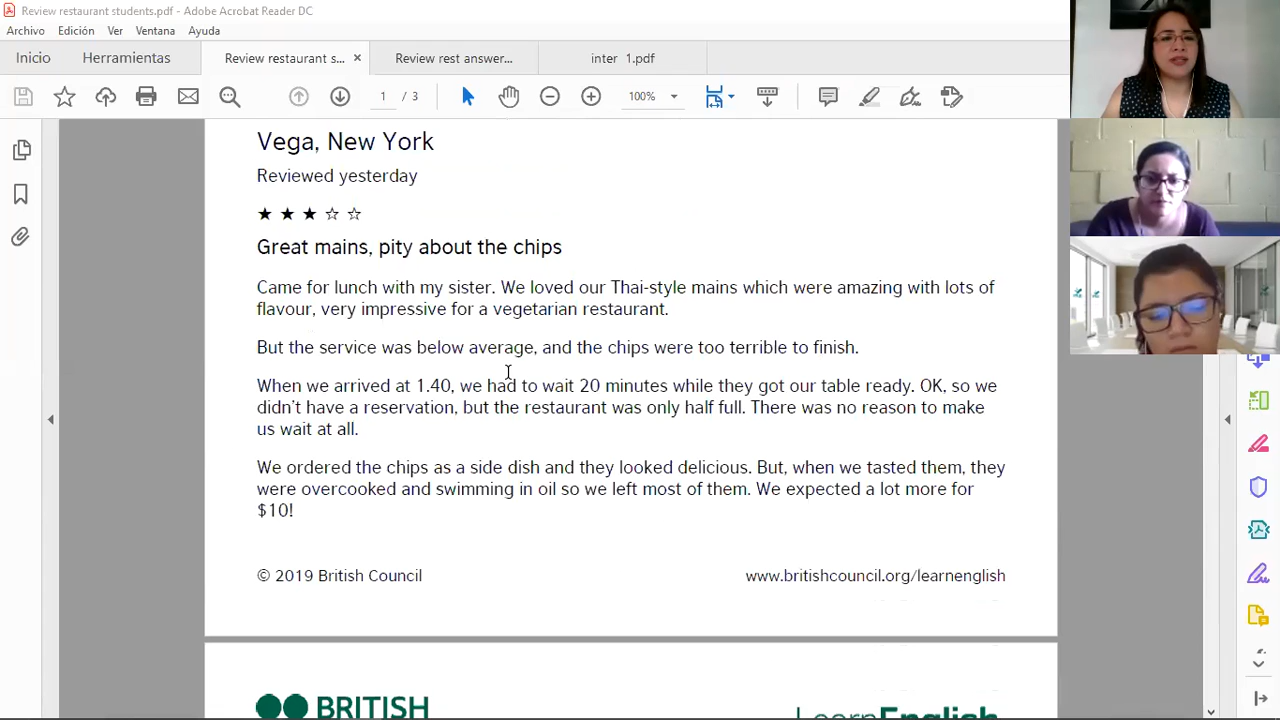 Review restaurant students.pdf - Adobe Acrobat Reader DC
Archivo Edición Ver Ventana Ayuda
Inicio Herramientas Review restaurant s... × Review rest answer... inter 1.pdf
1 / 3 100%
Vega, New York
Reviewed yesterday
★ ★ ★ ☆ ☆
Great mains, pity about the chips
Came for lunch with my sister. We loved our Thai-style mains which were amazing with lots of
flavour, very impressive for a vegetarian restaurant.
But the service was below average, and the chips were too terrible to finish.
When we arrived at 1.40, we had to wait 20 minutes while they got our table ready. OK, so we
didn't have a reservation, but the restaurant was only half full. There was no reason to make
us wait at all.
We ordered the chips as a side dish and they looked delicious. But, when we tasted them, they
were overcooked and swimming in oil so we left most of them. We expected a lot more for
$10!
© 2019 British Council www.britishcouncil.org/learnenglish
BRITISH
LearnEnglish